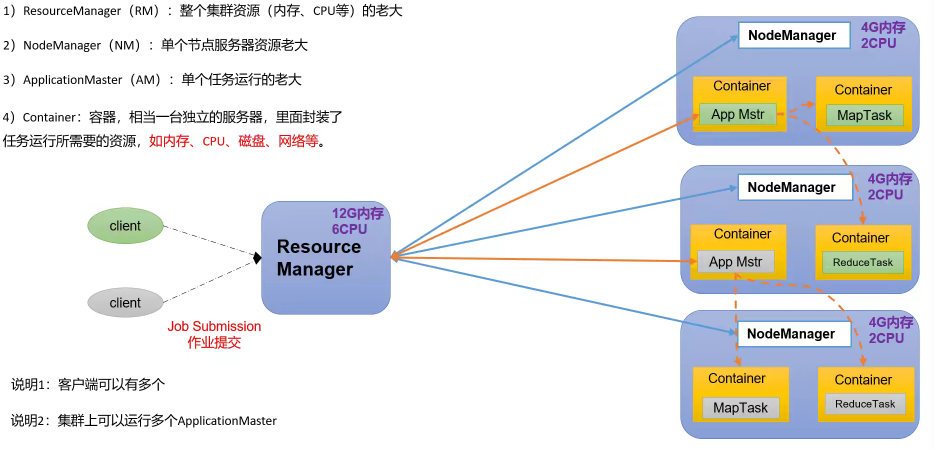 1）ResourceManager（RM）：整个集群资源（内存、CPU等）的老大
2）NodeManager（NM）：单个节点服务器资源老大
3）ApplicationMaster（AM）：单个任务运行的老大
4）Container：容器，相当一台独立的服务器，里面封装了
任务运行所需要的资源，如内存、CPU、磁盘、网络等。
client
client
Job Submission
作业提交
12G内存
6CPU
Resource
Manager
NodeManager
4G内存
2CPU
Container
App Mstr
Container
MapTask
NodeManager
4G内存
2CPU
Container
App Mstr
Container
ReduceTask
NodeManager
4G内存
2CPU
Container
MapTask
Container
ReduceTask
说明1：客户端可以有多个
说明2：集群上可以运行多个ApplicationMaster